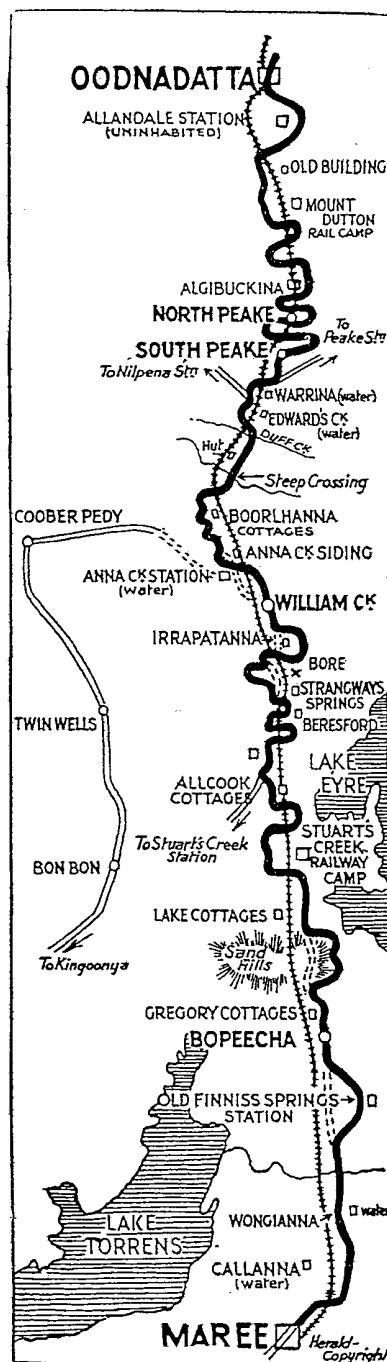 OODNADATTA
ALLANDALE STATION
(UNINHABITED)
OLD BUILDING
MOUNT
DUTTON
RAIL CAMP
ALGIBUCKINA
NORTH PEAKE
To
Peake Stn
SOUTH PEAKE
To Nilpena Stn
WARRINA (water)
EDWARD'S CK
(water)
DUFF CK
Hut
Steep Crossing
BOORLHANNA
COTTAGES
COOBER PEDY
ANNA CK SIDING
ANNA CK STATION
(water)
WILLIAM CK
IRRAPATANNA
BORE
STRANGWAYS
SPRINGS
BERESFORD
TWIN WELLS
LAKE
EYRE
ALLCOOK
COTTAGES
To Stuart's Creek
Station
STUART'S
CREEK
RAILWAY
CAMP
BON BON
LAKE COTTAGES
To Kingoonya
Sand
Hills
GREGORY COTTAGES
BOPEECHA
OLD FINNISS SPRINGS
STATION
WONGIANNA
water
LAKE
TORRENS
CALLANNA
(water)
MAREE
Herald-
Copyright